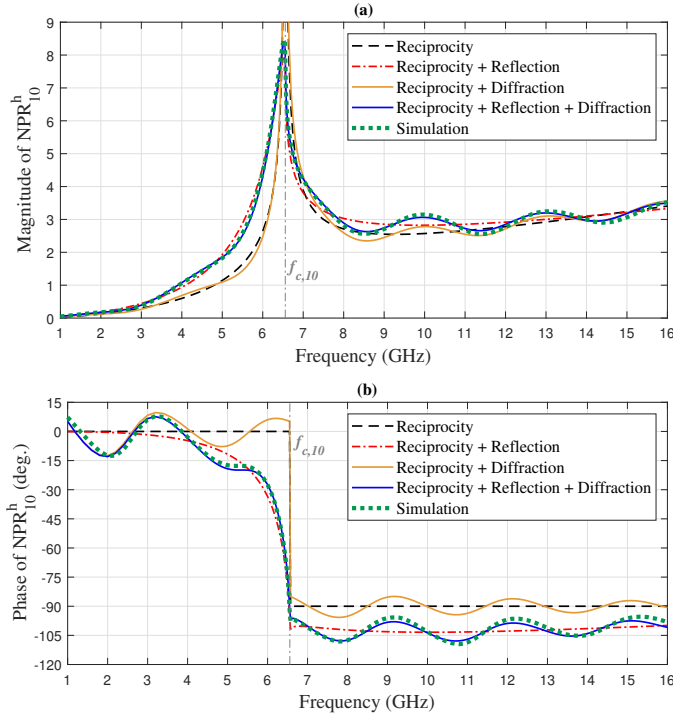 (a)
Magnitude of NPR^h_10
9
8
7
6
5
4
3
2
1
0
Reciprocity
Reciprocity + Reflection
Reciprocity + Diffraction
Reciprocity + Reflection + Diffraction
Simulation
f_c,10
1 2 3 4 5 6 7 8 9 10 11 12 13 14 15 16
Frequency (GHz)
(b)
Phase of NPR^h_10 (deg.)
15
0
-15
-30
-45
-60
-75
-90
-105
-120
Reciprocity
Reciprocity + Reflection
Reciprocity + Diffraction
Reciprocity + Reflection + Diffraction
Simulation
f_c,10
1 2 3 4 5 6 7 8 9 10 11 12 13 14 15 16
Frequency (GHz)